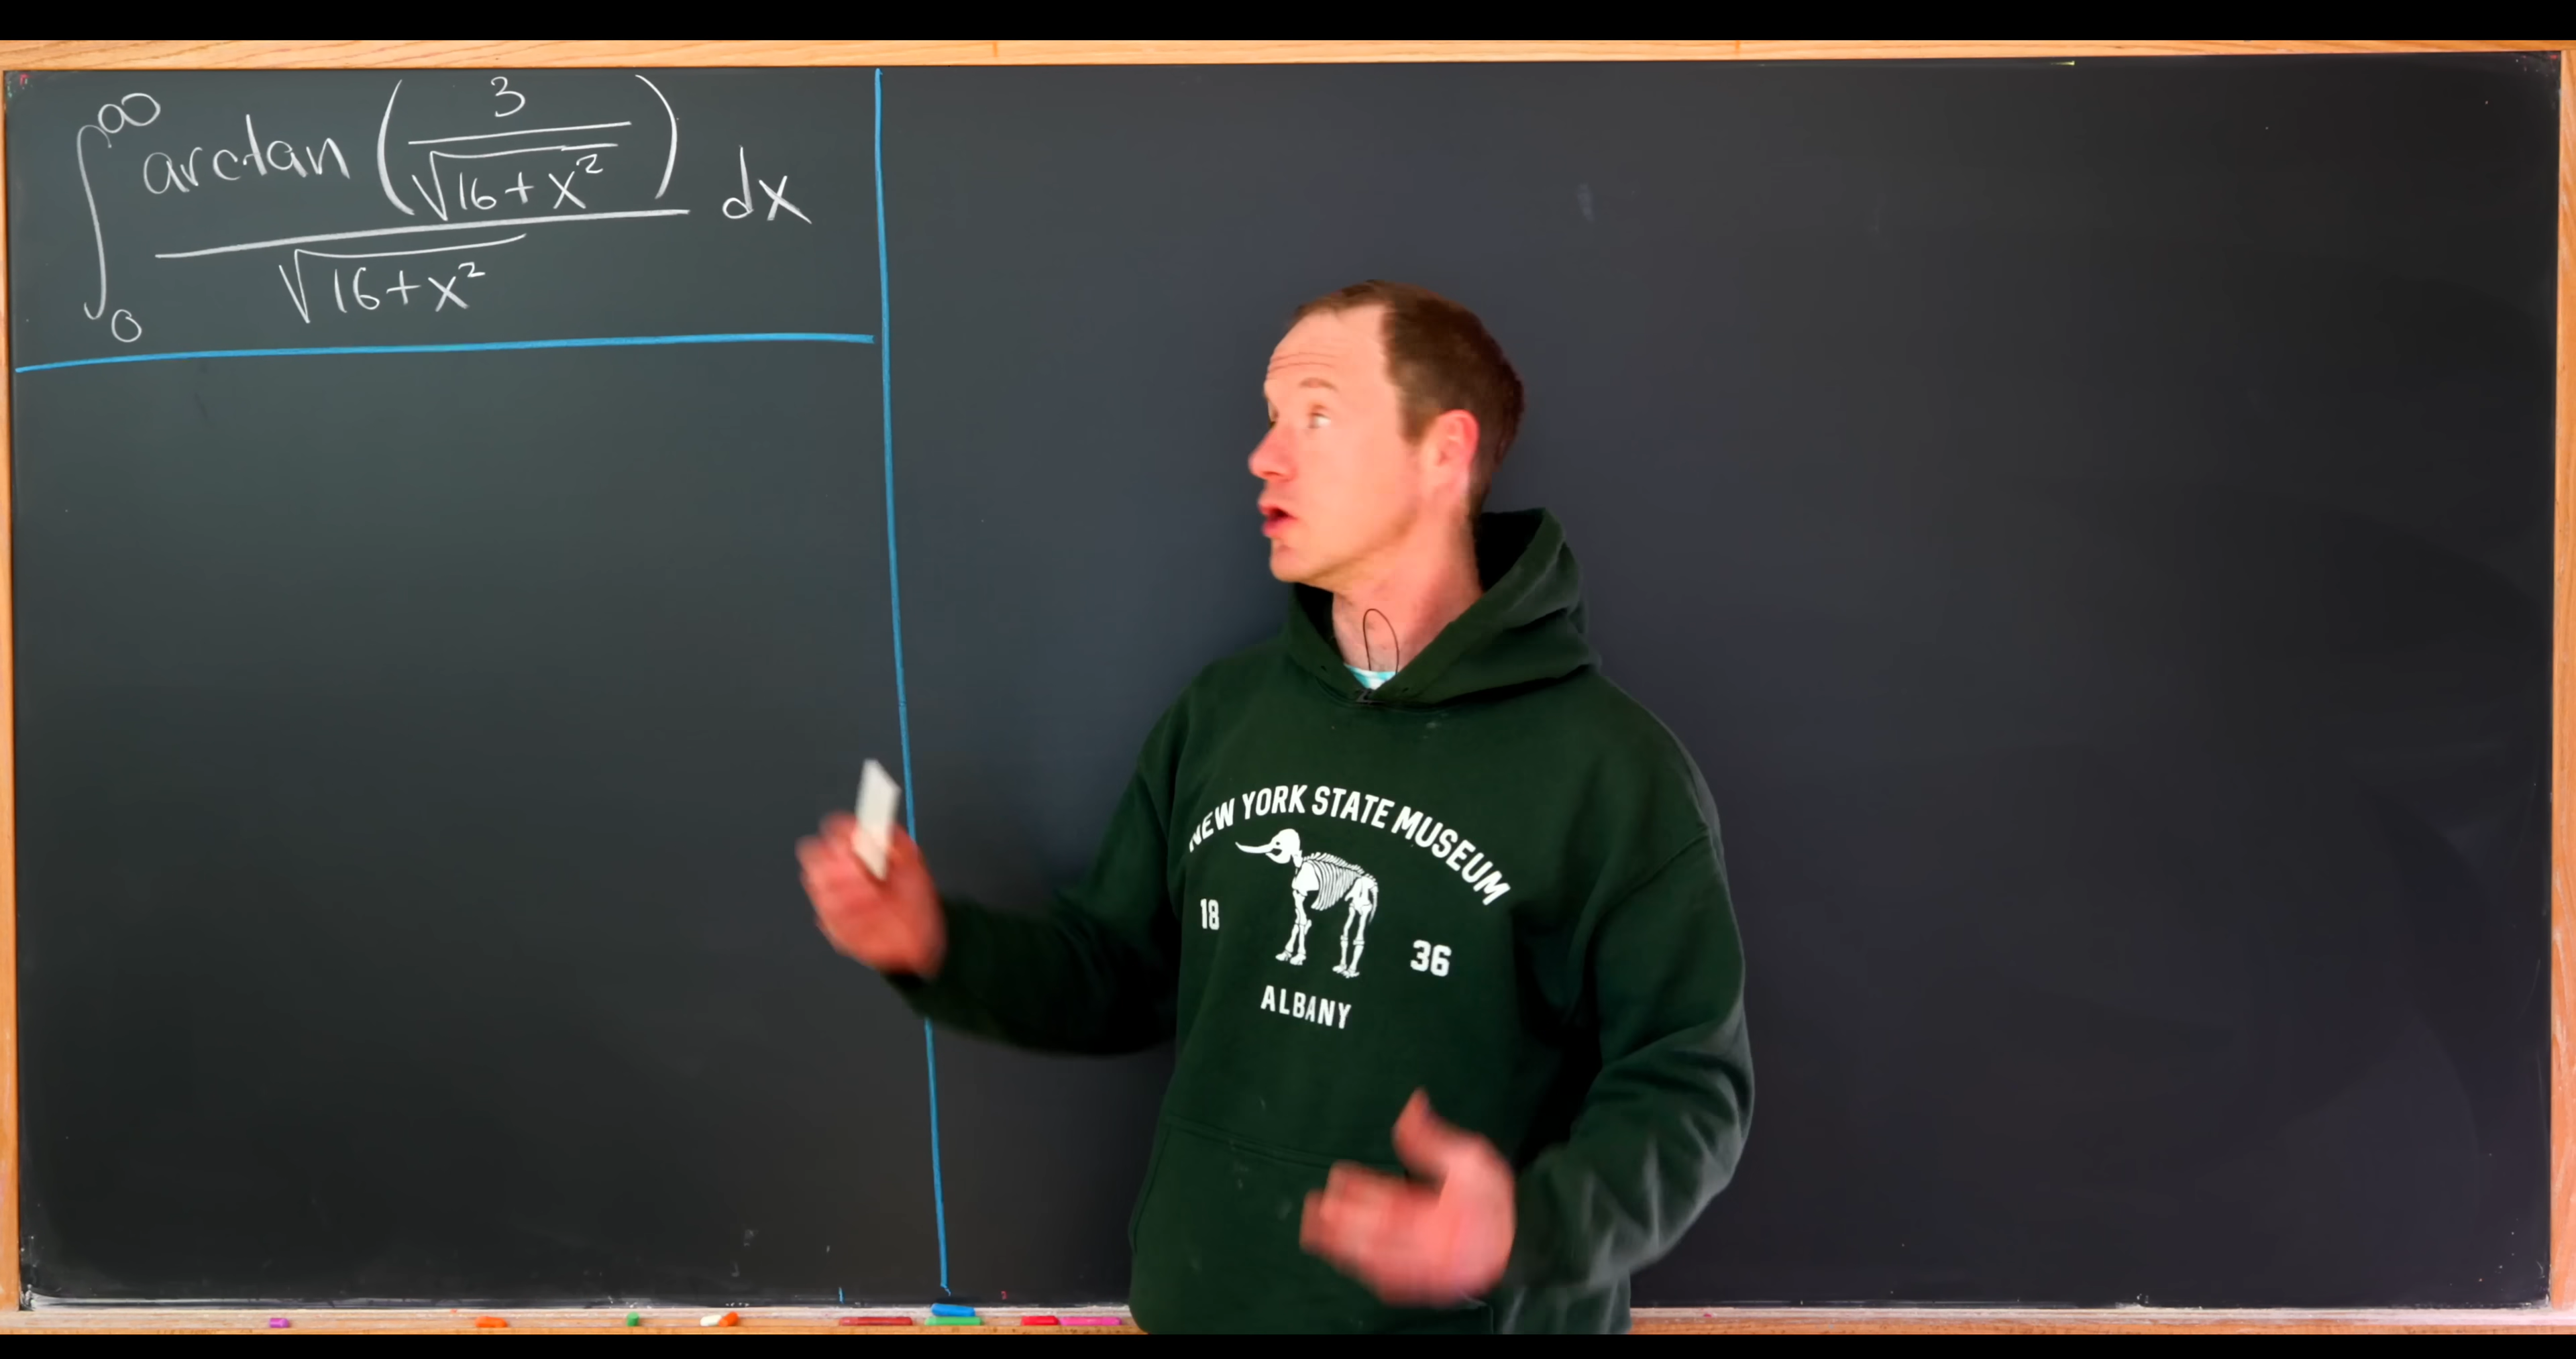 ∫₀^∞ arctan(3/√(16+x²)) / √(16+x²) dx
NEW YORK STATE MUSEUM
18 36
ALBANY